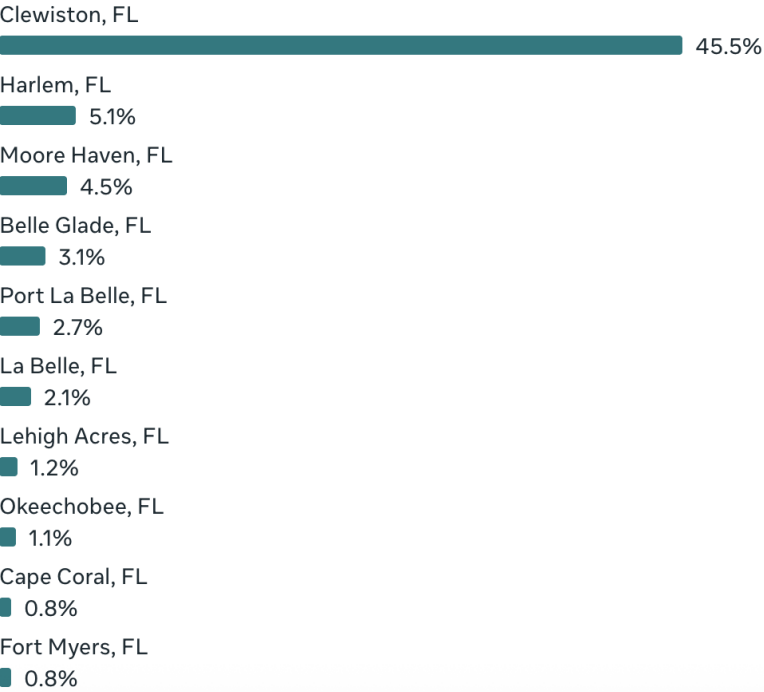 Clewiston, FL
45.5%
Harlem, FL
5.1%
Moore Haven, FL
4.5%
Belle Glade, FL
3.1%
Port La Belle, FL
2.7%
La Belle, FL
2.1%
Lehigh Acres, FL
1.2%
Okeechobee, FL
1.1%
Cape Coral, FL
0.8%
Fort Myers, FL
0.8%